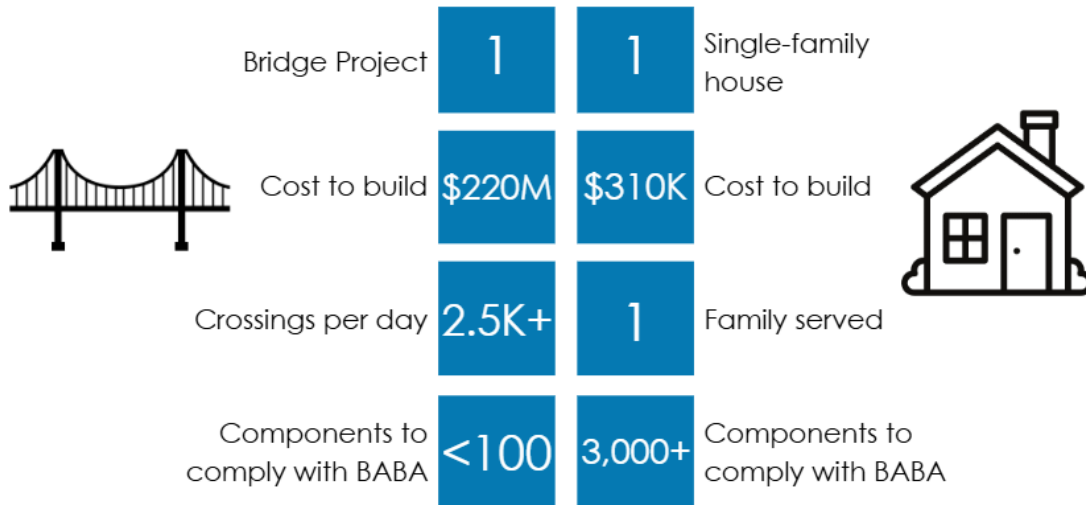 Bridge Project 1 1 Single-family
house
Cost to build $220M $310K Cost to build
Crossings per day 2.5K+ 1 Family served
Components to
comply with BABA <100 3,000+ Components to
comply with BABA